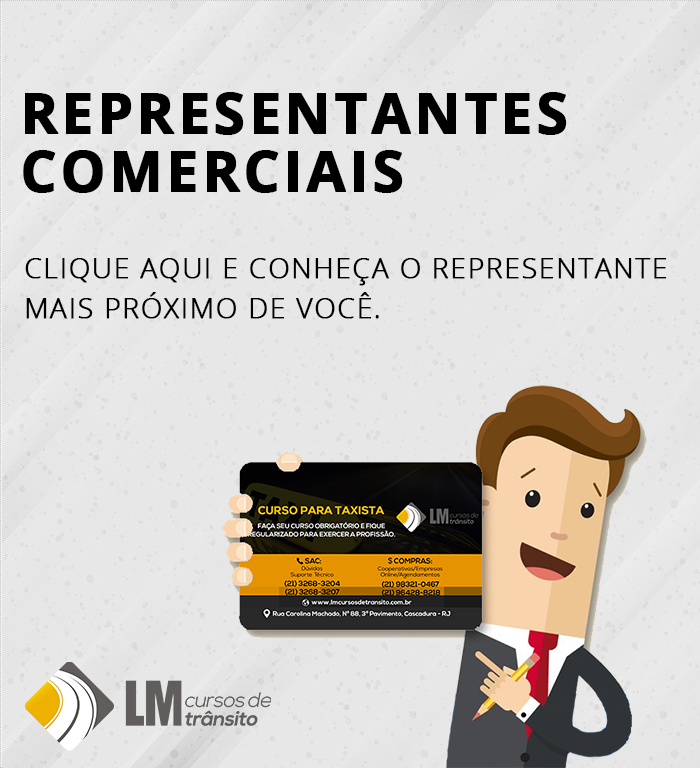 REPRESENTANTES
COMERCIAIS
CLIQUE AQUI E CONHEÇA O REPRESENTANTE
MAIS PRÓXIMO DE VOCÊ.
CURSO PARA TAXISTA
FAÇA SEU CURSO OBRIGATÓRIO E FIQUE
REGULARIZADO PARA EXERCER A PROFISSÃO.
LM cursos de
trânsito
SAC:
Dúvidas
Suporte Técnico
(21) 3268-3204
(21) 3268-3207
$ COMPRAS:
Cooperativas/Empresas
Online/Agendamentos
(21) 98321-0467
(21) 96428-8218
www.lmcursosdetransito.com.br
Rua Carolina Machado, Nº 88, 3º Pavimento, Cascadura - RJ
LM cursos de
trânsito